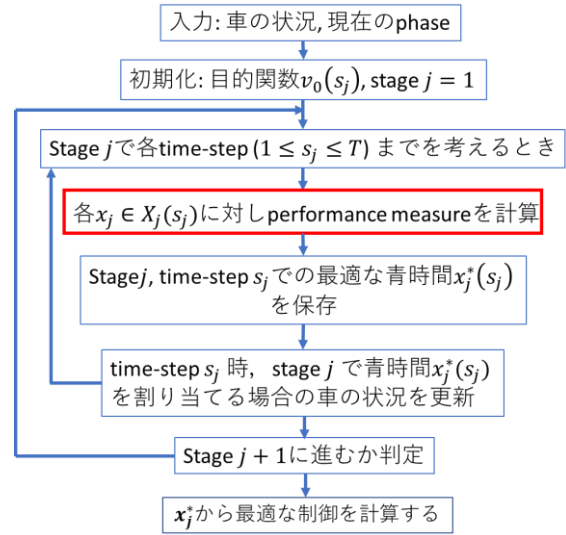 入力: 車の状況, 現在のphase
初期化: 目的関数𝑣₀(𝑠ⱼ), stage 𝑗 = 1
Stage 𝑗で各time-step (1 ≤ 𝑠ⱼ ≤ 𝑇) までを考えるとき
各𝑥ⱼ ∈ 𝑋ⱼ(𝑠ⱼ)に対しperformance measureを計算
Stage𝑗, time-step 𝑠ⱼでの最適な青時間𝑥ⱼ*(𝑠ⱼ)
を保存
time-step 𝑠ⱼ 時, stage 𝑗 で青時間𝑥ⱼ*(𝑠ⱼ)
を割り当てる場合の車の状況を更新
Stage 𝑗 + 1に進むか判定
𝒙ⱼ*から最適な制御を計算する